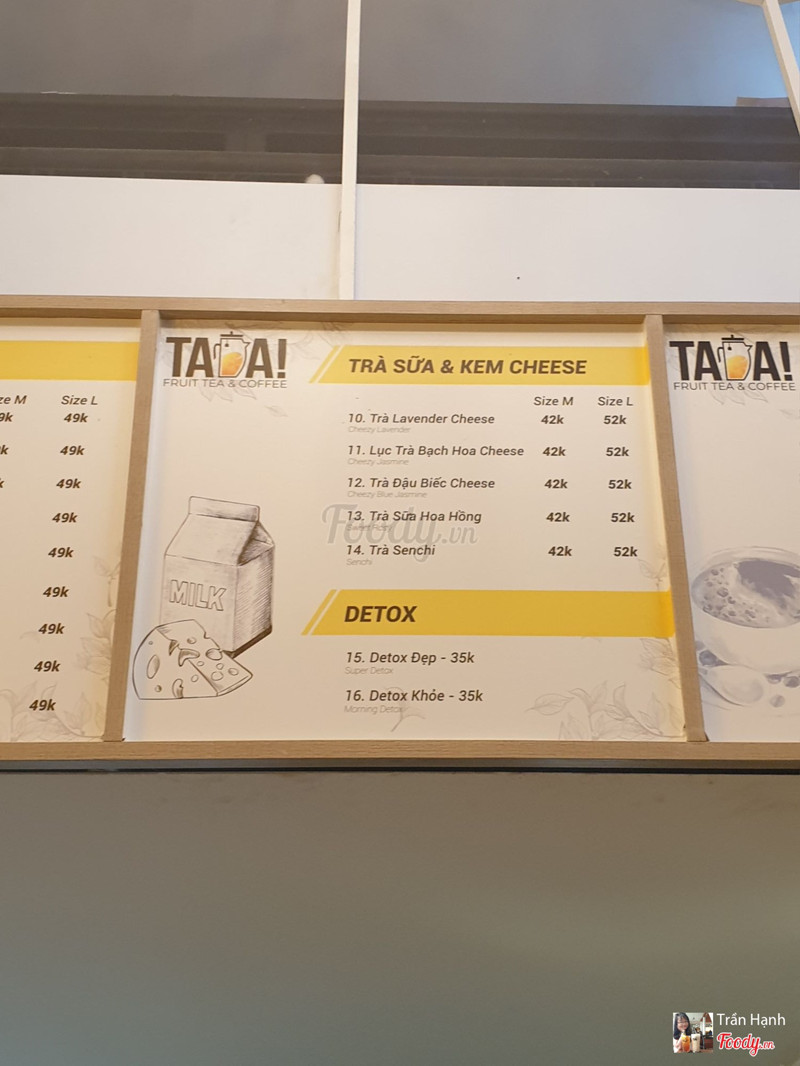 Size L
49k
49k
49k
49k
49k
49k
49k
49k
49k
TADA!
FRUIT TEA & COFFEE
TRÀ SỮA & KEM CHEESE
Size M Size L
10. Trà Lavender Cheese 42k 52k
Cheezy Lavender
11. Lục Trà Bạch Hoa Cheese 42k 52k
Cheezy Jasmine
12. Trà Đậu Biếc Cheese 42k 52k
Cheezy Blue Jasmine
13. Trà Sữa Hoa Hồng 42k 52k
14. Trà Senchi 42k 52k
Senchi
MILK
DETOX
15. Detox Đẹp - 35k
Super Detox
16. Detox Khỏe - 35k
Morning Detox
TADA!
FRUIT TEA & COFFEE
Foody.vn
Trần Hạnh
Foody.vn